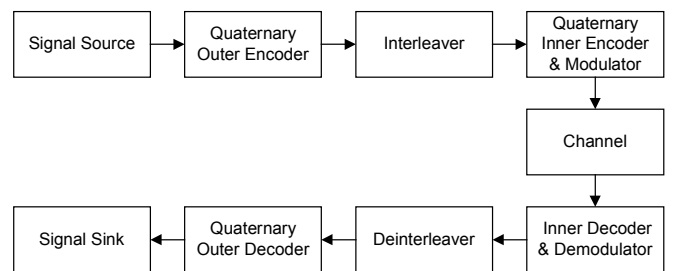 Signal Source
Quaternary
Outer Encoder
Interleaver
Quaternary
Inner Encoder
& Modulator
Channel
Signal Sink
Quaternary
Outer Decoder
Deinterleaver
Inner Decoder
& Demodulator